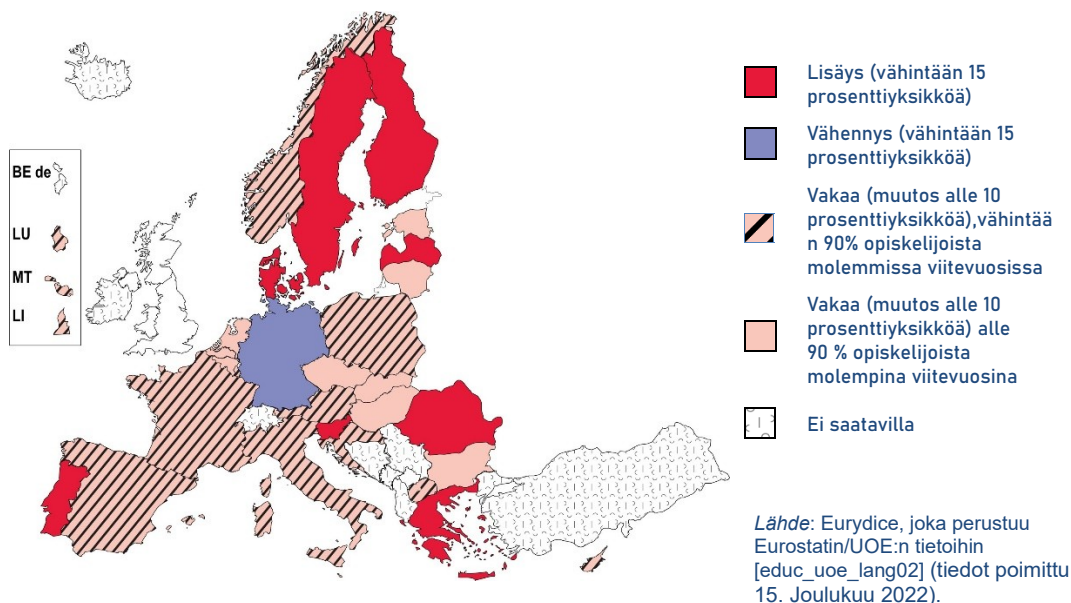 BE de
LU
MT
LI
Lisäys (vähintään 15
prosenttiyksikköä)
Vähennys (vähintään 15
prosenttiyksikköä)
Vakaa (muutos alle 10
prosenttiyksikköä),vähintää
n 90% opiskelijoista
molemmissa viitevuosissa
Vakaa (muutos alle 10
prosenttiyksikköä) alle
90 % opiskelijoista
molempina viitevuosina
Ei saatavilla
Lähde: Eurydice, joka perustuu
Eurostatin/UOE:n tietoihin
[educ_uoe_lang02] (tiedot poimittu
15. Joulukuu 2022).